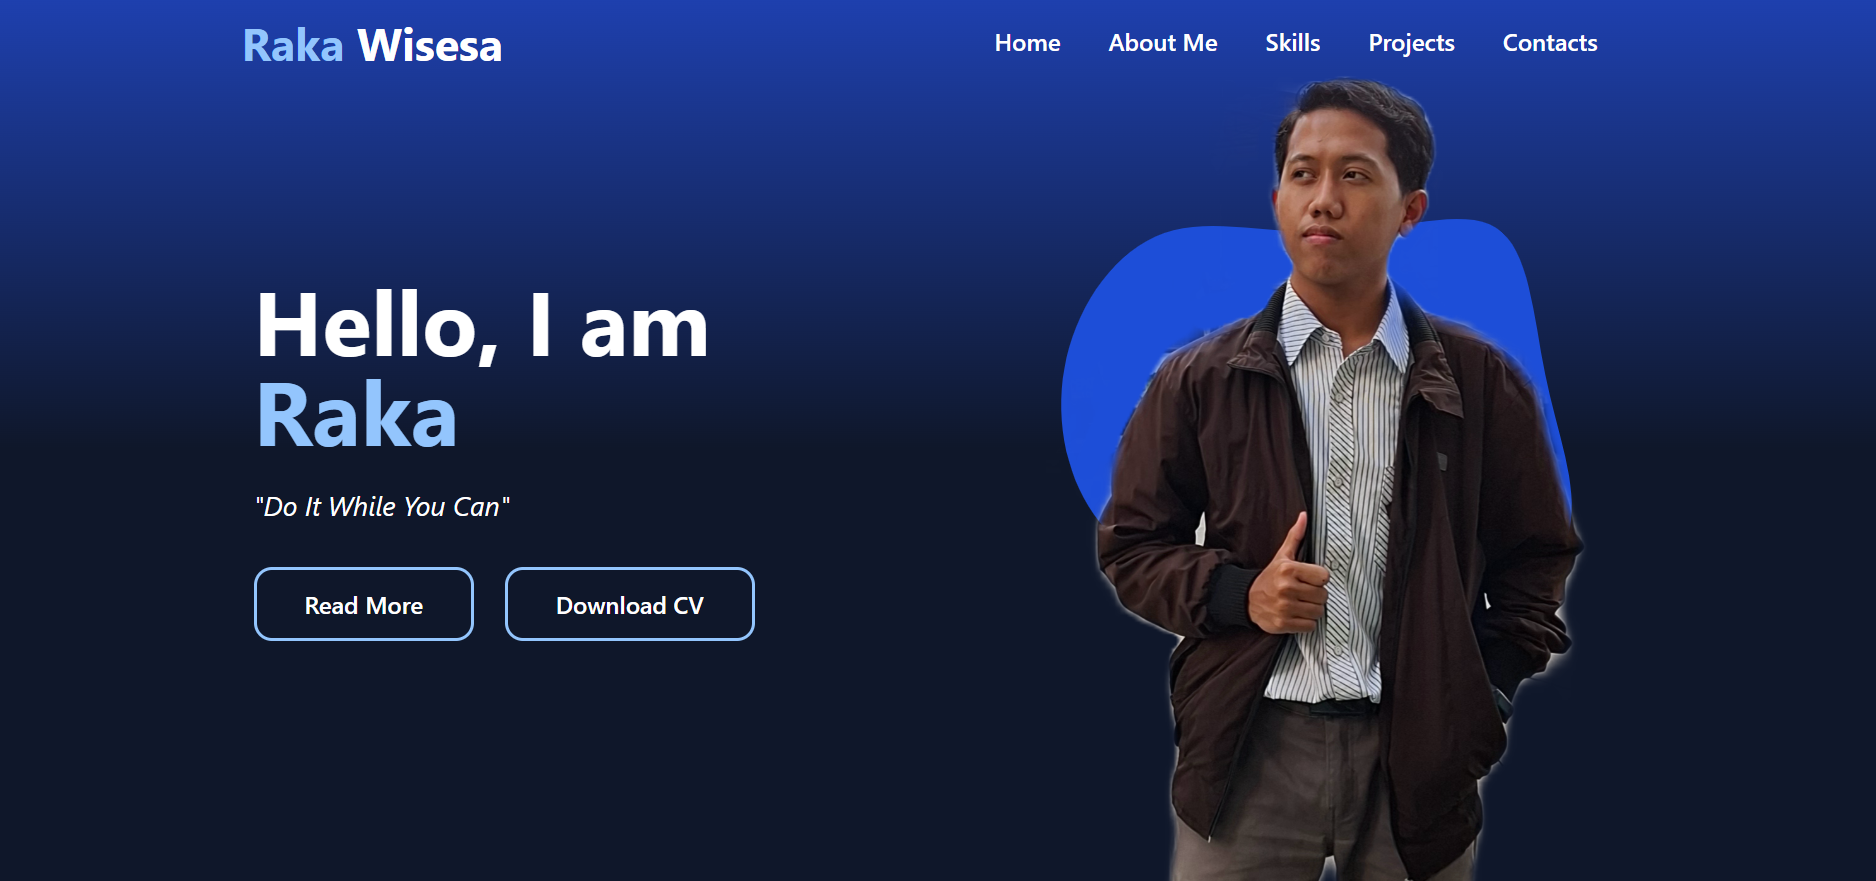 Raka Wisesa
Home About Me Skills Projects Contacts
Hello, I am
Raka
"Do It While You Can"
Read More Download CV